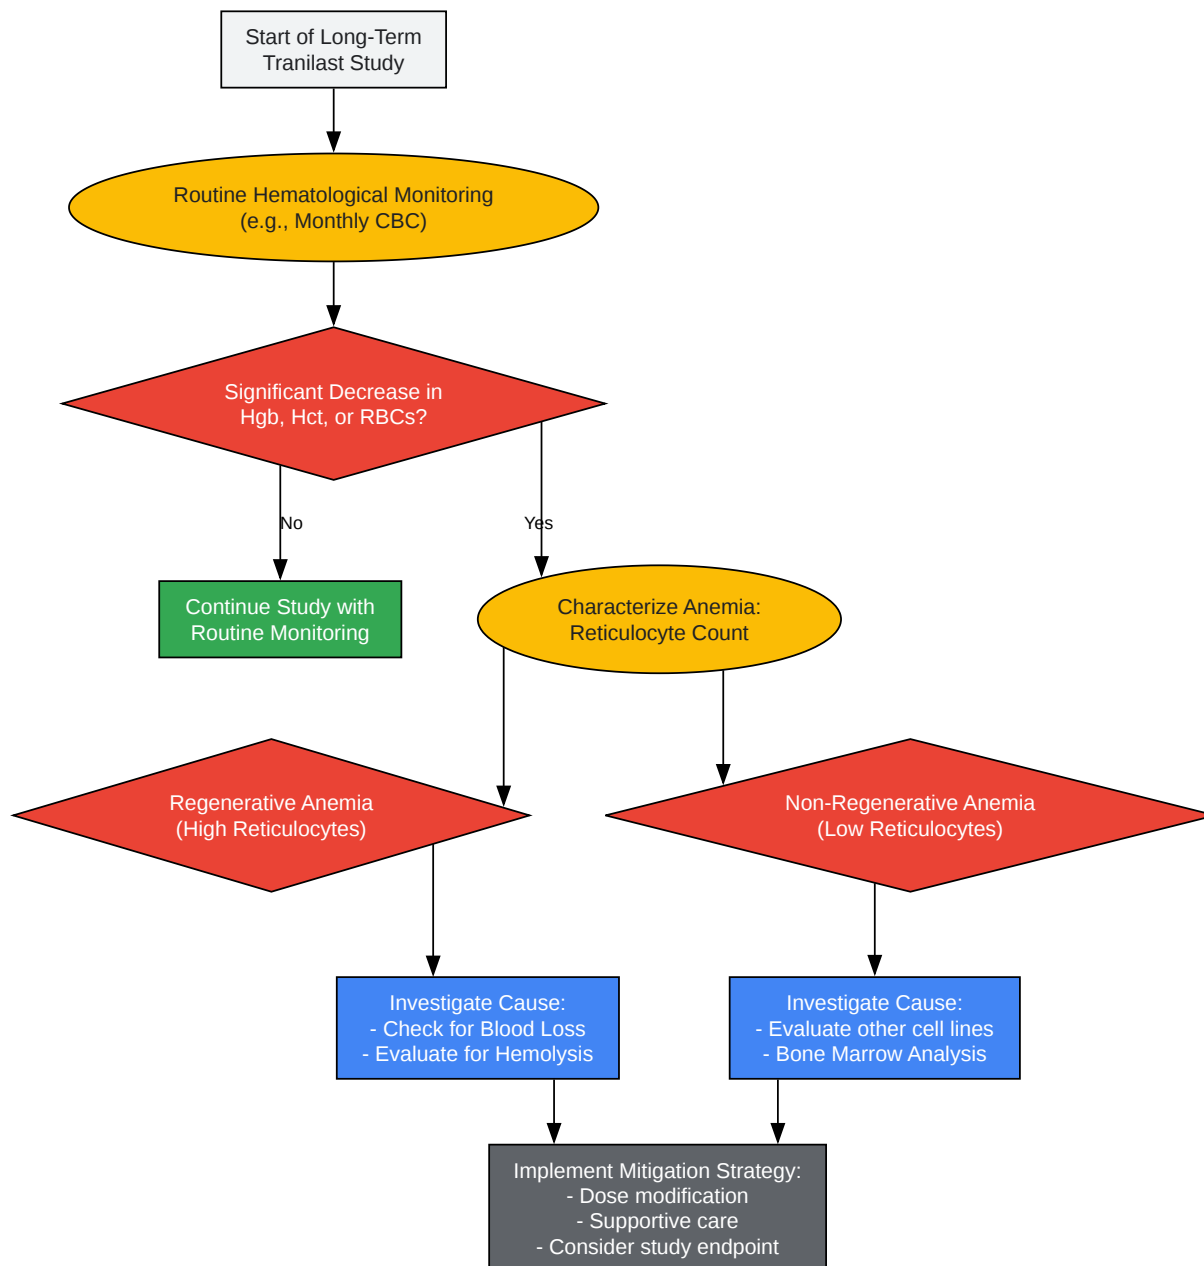 Start of Long-Term
Tranilast Study
Routine Hematological Monitoring
(e.g., Monthly CBC)
Significant Decrease in
Hgb, Hct, or RBCs?
No
Yes
Continue Study with
Routine Monitoring
Characterize Anemia:
Reticulocyte Count
Regenerative Anemia
(High Reticulocytes)
Non-Regenerative Anemia
(Low Reticulocytes)
Investigate Cause:
- Check for Blood Loss
- Evaluate for Hemolysis
Investigate Cause:
- Evaluate other cell lines
- Bone Marrow Analysis
Implement Mitigation Strategy:
- Dose modification
- Supportive care
- Consider study endpoint